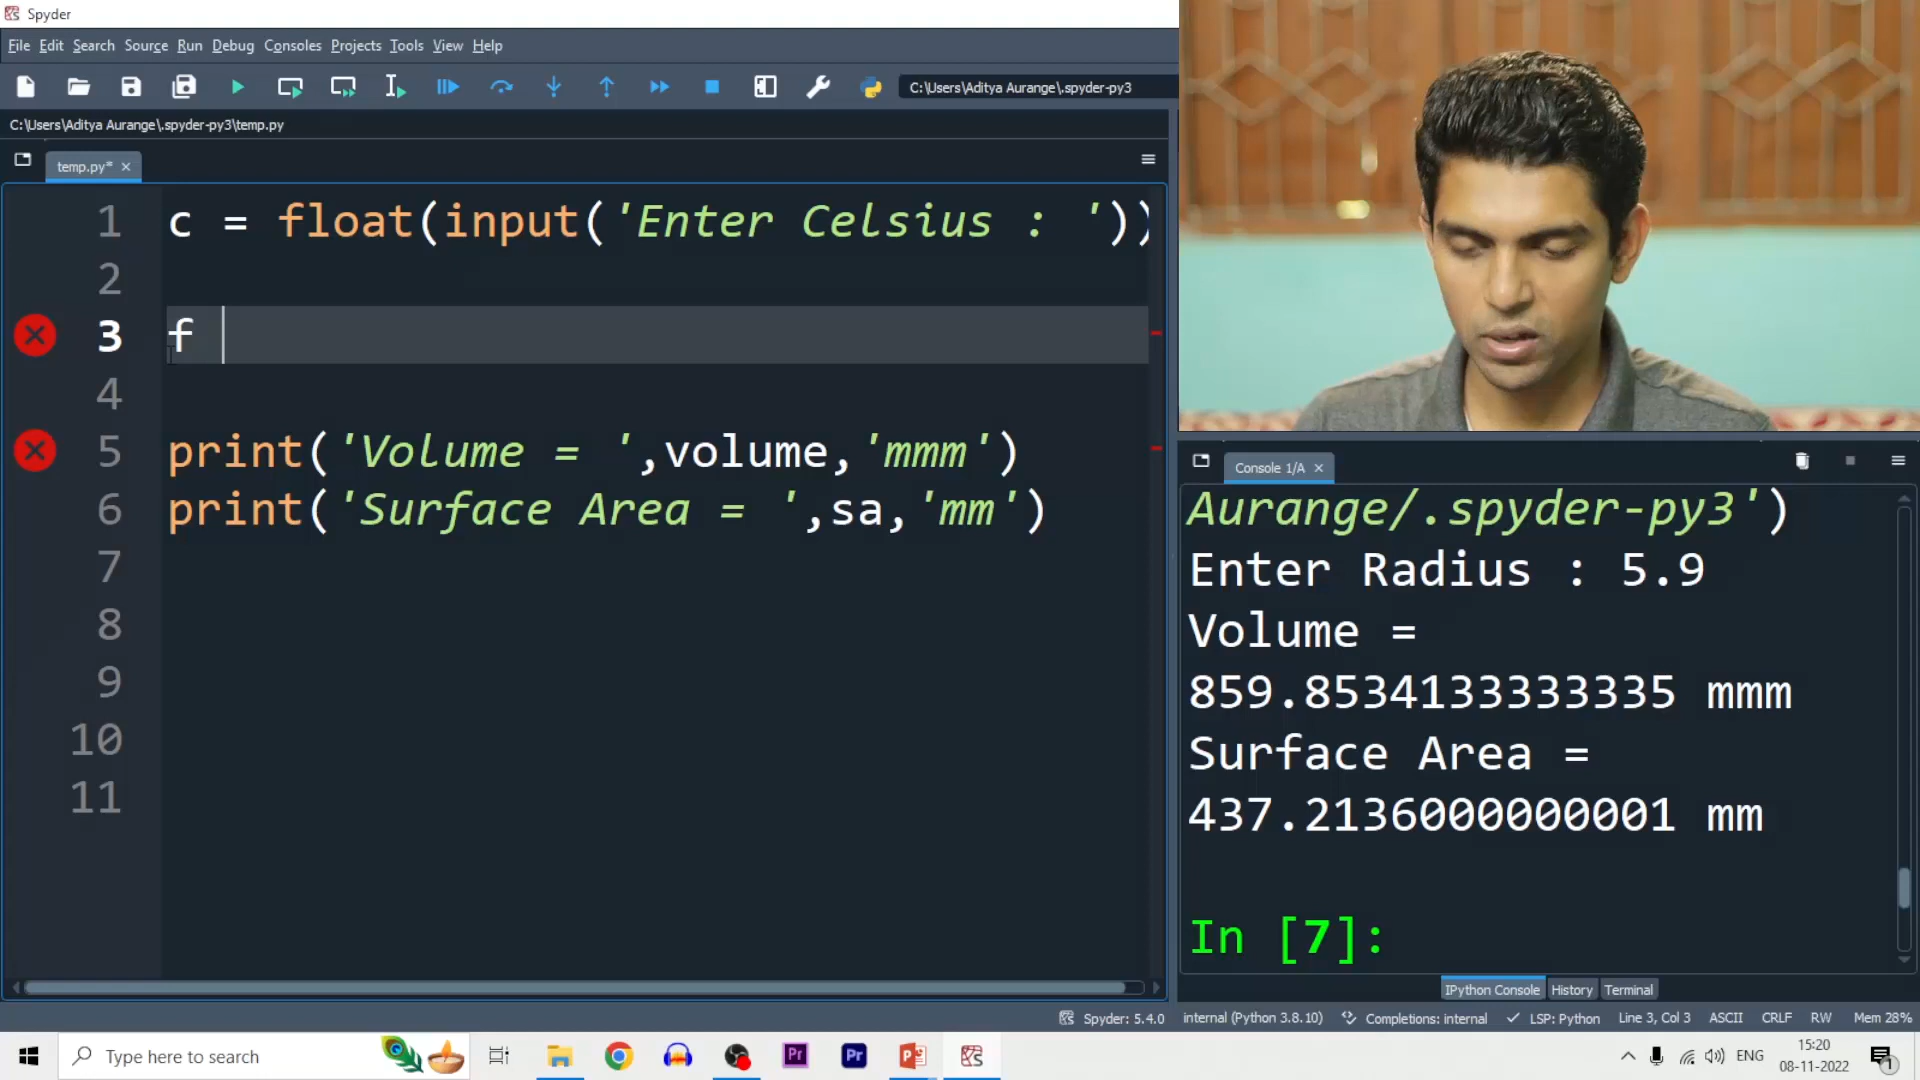 Spyder
File Edit Search Source Run Debug Consoles Projects Tools View Help
C:\Users\Aditya Aurange\.spyder-py3
C:\Users\Aditya Aurange\.spyder-py3\temp.py
temp.py*
1 c = float(input('Enter Celsius : '))
2
3 f
4
5 print('Volume = ',volume,'mmm')
6 print('Surface Area = ',sa,'mm')
7
8
9
10
11
Console 1/A
Aurange/.spyder-py3')
Enter Radius : 5.9
Volume =
859.8534133333335 mmm
Surface Area =
437.2136000000001 mm
In [7]:
IPython Console History Terminal
Spyder: 5.4.0 internal (Python 3.8.10) Completions: internal LSP: Python Line 3, Col 3 ASCII CRLF RW Mem 28%
Type here to search
Pr
Pr
ENG
15:20
08-11-2022
1